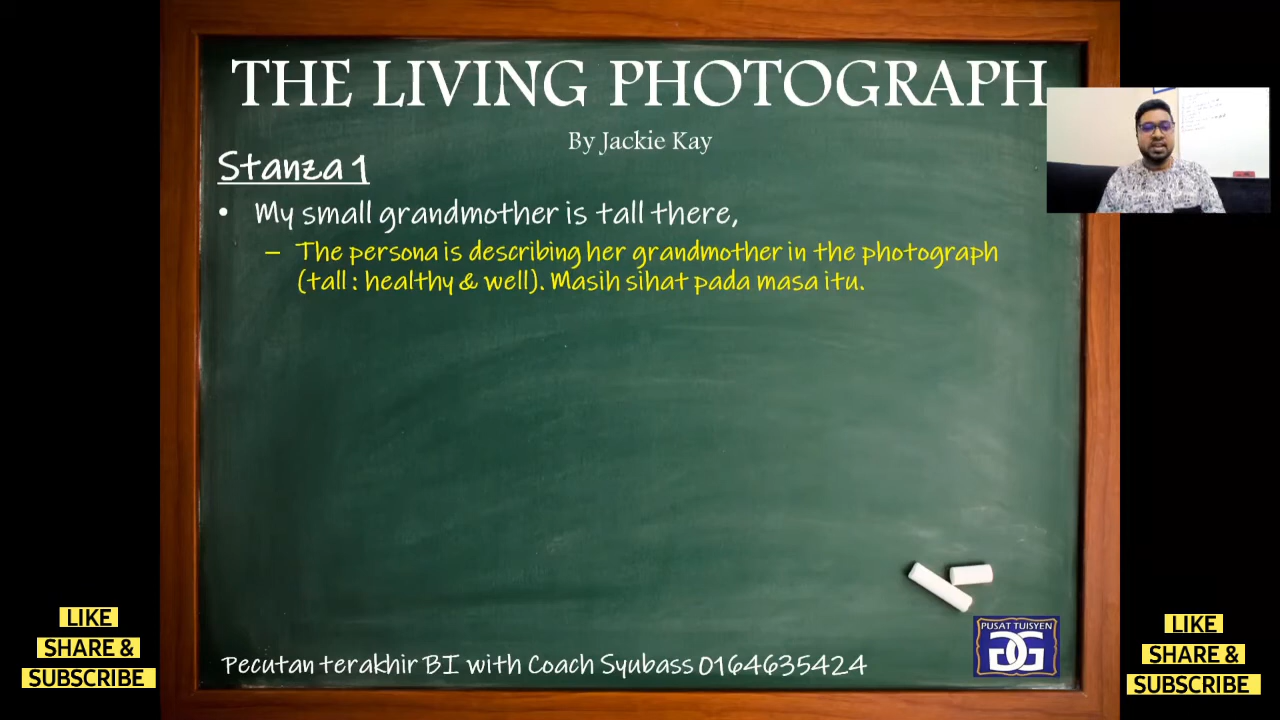 THE LIVING PHOTOGRAPH
By Jackie Kay
Stanza 1
• My small grandmother is tall there,
– The persona is describing her grandmother in the photograph
(tall : healthy & well). Masih sihat pada masa itu.
LIKE
SHARE &
SUBSCRIBE
Pecutan terakhir BI with Coach Syubass 0164635424
PUSAT TUISYEN
GG
LIKE
SHARE &
SUBSCRIBE